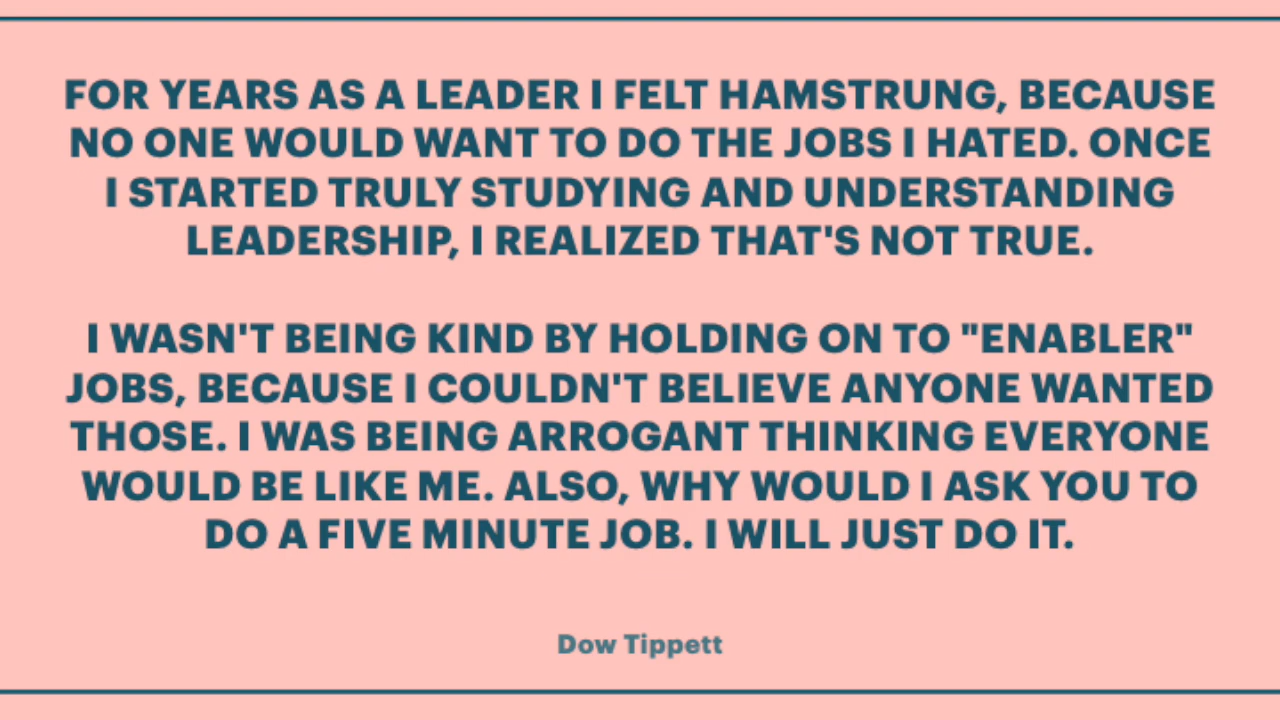 FOR YEARS AS A LEADER I FELT HAMSTRUNG, BECAUSE
NO ONE WOULD WANT TO DO THE JOBS I HATED. ONCE
I STARTED TRULY STUDYING AND UNDERSTANDING
LEADERSHIP, I REALIZED THAT'S NOT TRUE.
I WASN'T BEING KIND BY HOLDING ON TO "ENABLER"
JOBS, BECAUSE I COULDN'T BELIEVE ANYONE WANTED
THOSE. I WAS BEING ARROGANT THINKING EVERYONE
WOULD BE LIKE ME. ALSO, WHY WOULD I ASK YOU TO
DO A FIVE MINUTE JOB. I WILL JUST DO IT.
Dow Tippett